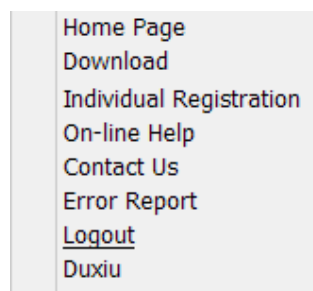 Home Page
Download
Individual Registration
On-line Help
Contact Us
Error Report
Logout
Duxiu